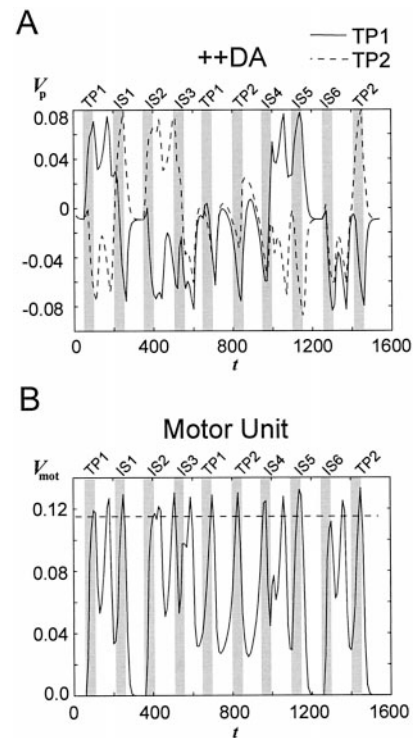 A
TP1
TP2
++DA
Vp
TP1 IS1 IS2 IS3 TP1 TP2 IS4 IS5 IS6 TP2
0.08
0.04
0
-0.04
-0.08
0 400 800 1200 1600
t
B
Motor Unit
Vmot
TP1 IS1 IS2 IS3 TP1 TP2 IS4 IS5 IS6 TP2
0.12
0.08
0.04
0.0
0 400 800 1200 1600
t